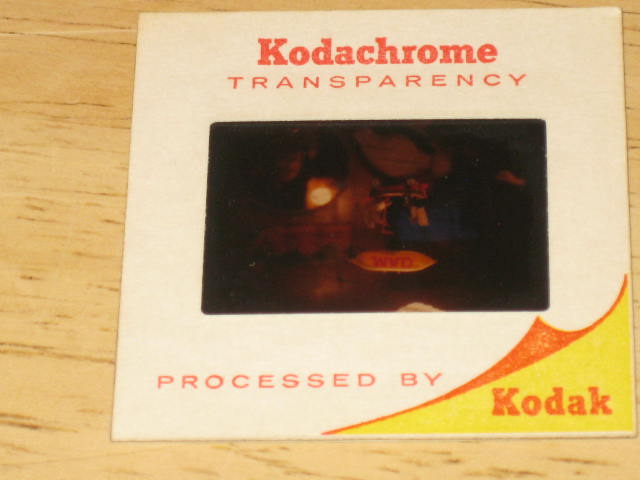 Kodachrome
TRANSPARENCY
PROCESSED BY
Kodak